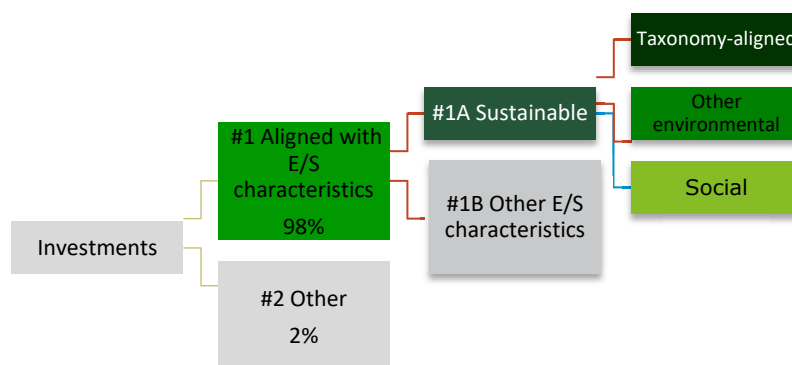 Taxonomy-aligned
#1A Sustainable
Other
environmental
#1 Aligned with
E/S
characteristics
98%
Social
#1B Other E/S
characteristics
Investments
#2 Other
2%